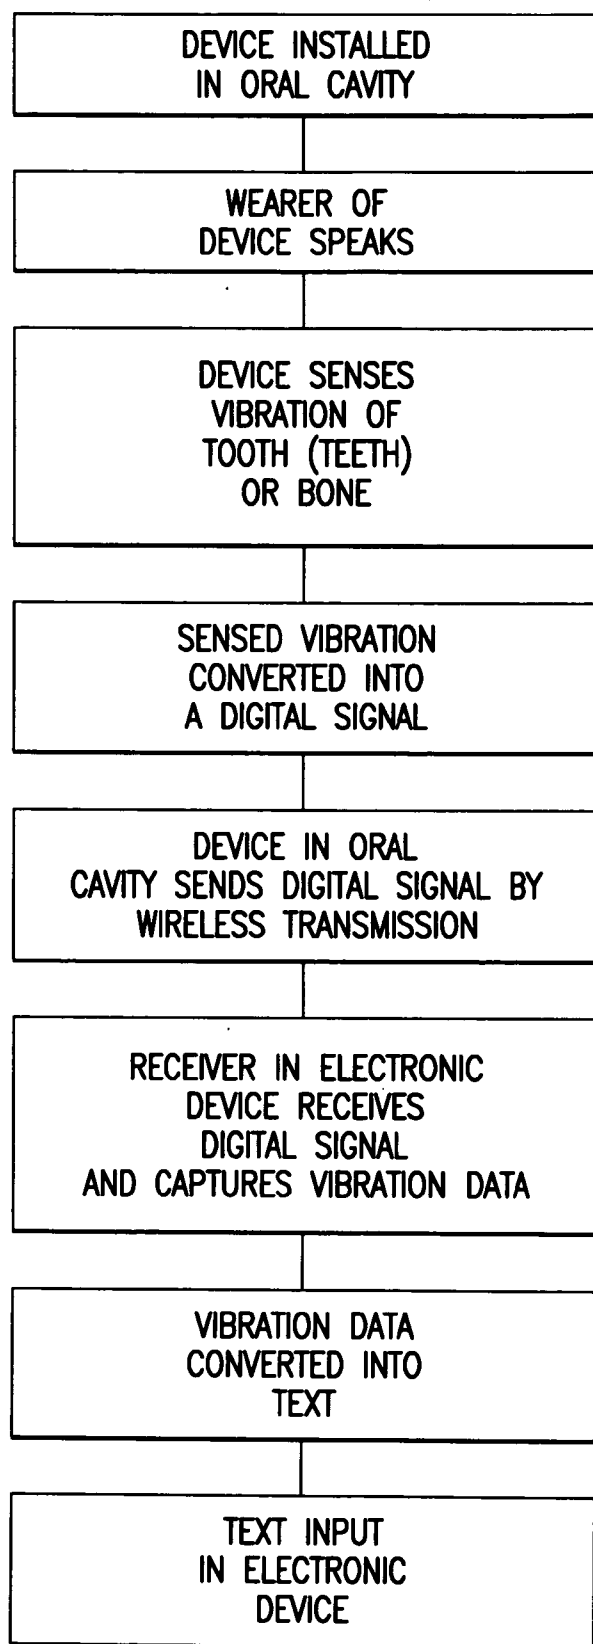 DEVICE INSTALLED
IN ORAL CAVITY
WEARER OF
DEVICE SPEAKS
DEVICE SENSES
VIBRATION OF
TOOTH (TEETH)
OR BONE
SENSED VIBRATION
CONVERTED INTO
A DIGITAL SIGNAL
DEVICE IN ORAL
CAVITY SENDS DIGITAL SIGNAL BY
WIRELESS TRANSMISSION
RECEIVER IN ELECTRONIC
DEVICE RECEIVES
DIGITAL SIGNAL
AND CAPTURES VIBRATION DATA
VIBRATION DATA
CONVERTED INTO
TEXT
TEXT INPUT
IN ELECTRONIC
DEVICE